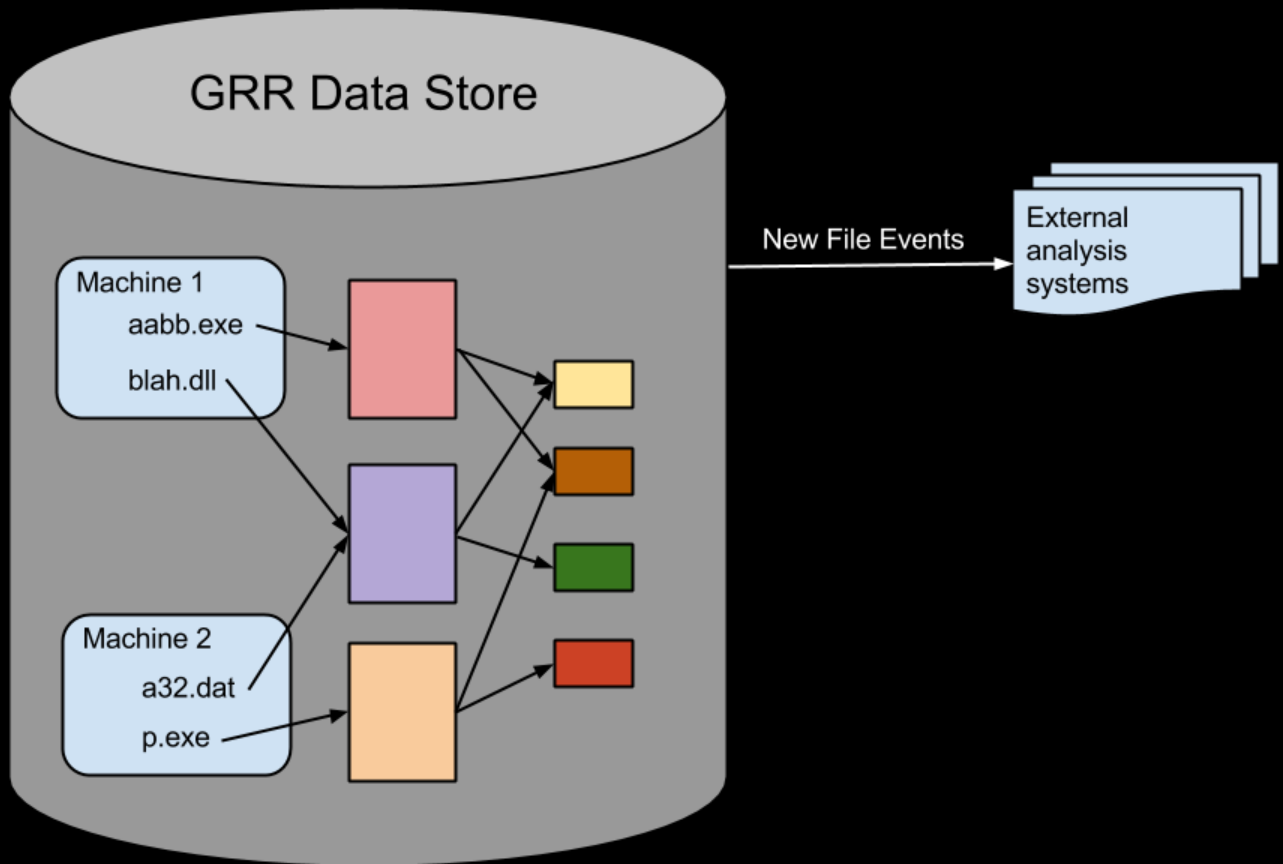 GRR Data Store
Machine 1
aabb.exe
blah.dll
Machine 2
a32.dat
p.exe
New File Events
External
analysis
systems